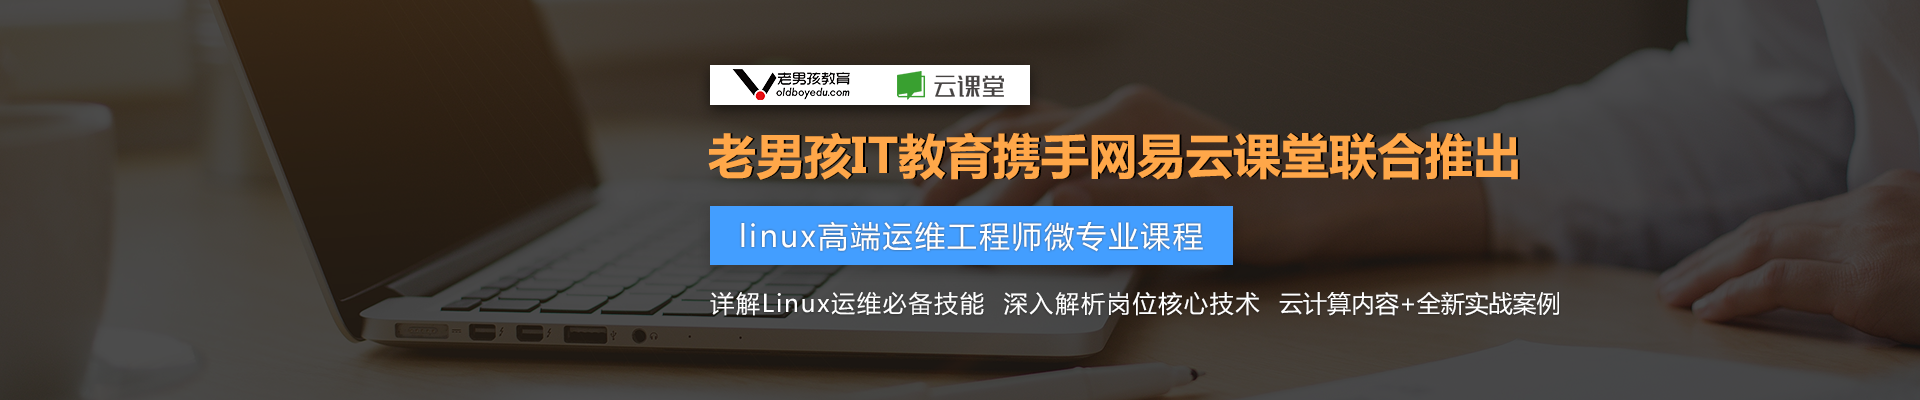 老男孩教育 云课堂
oldboyedu.com
老男孩IT教育携手网易云课堂联合推出
linux高端运维工程师微专业课程
详解Linux运维必备技能 深入解析岗位核心技术 云计算内容+全新实战案例